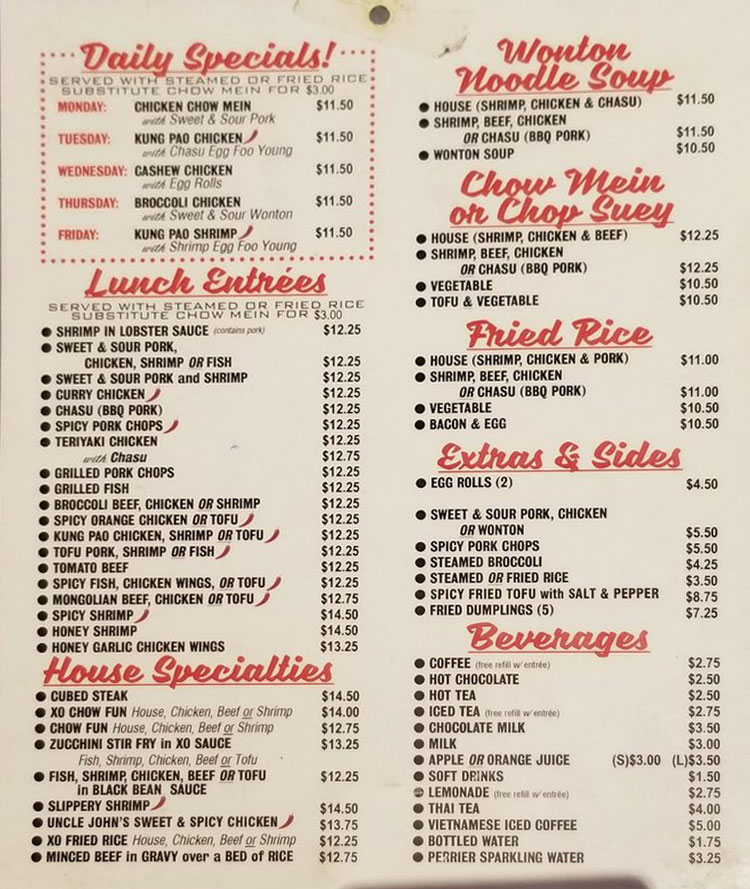 Daily Specials!
SERVED WITH STEAMED OR FRIED RICE
SUBSTITUTE CHOW MEIN FOR $3.00
MONDAY: CHICKEN CHOW MEIN $11.50
with Sweet & Sour Pork
TUESDAY: KUNG PAO CHICKEN $11.50
with Chasu Egg Foo Young
WEDNESDAY: CASHEW CHICKEN $11.50
with Egg Rolls
THURSDAY: BROCCOLI CHICKEN $11.50
with Sweet & Sour Wonton
FRIDAY: KUNG PAO SHRIMP $11.50
with Shrimp Egg Foo Young
Lunch Entrées
SERVED WITH STEAMED OR FRIED RICE
SUBSTITUTE CHOW MEIN FOR $3.00
● SHRIMP IN LOBSTER SAUCE (contains pork) $12.25
● SWEET & SOUR PORK,
CHICKEN, SHRIMP OR FISH $12.25
● SWEET & SOUR PORK and SHRIMP $12.25
● CURRY CHICKEN $12.25
● CHASU (BBQ PORK) $12.25
● SPICY PORK CHOPS $12.25
● TERIYAKI CHICKEN $12.25
with Chasu $12.75
● GRILLED PORK CHOPS $12.25
● GRILLED FISH $12.25
● BROCCOLI BEEF, CHICKEN OR SHRIMP $12.25
● SPICY ORANGE CHICKEN OR TOFU $12.25
● KUNG PAO CHICKEN, SHRIMP OR TOFU $12.25
● TOFU PORK, SHRIMP OR FISH $12.25
● TOMATO BEEF $12.25
● SPICY FISH, CHICKEN WINGS, OR TOFU $12.25
● MONGOLIAN BEEF, CHICKEN OR TOFU $12.75
● SPICY SHRIMP $14.50
● HONEY SHRIMP $14.50
● HONEY GARLIC CHICKEN WINGS $13.25
House Specialties
● CUBED STEAK $14.50
● XO CHOW FUN House, Chicken, Beef or Shrimp $14.00
● CHOW FUN House, Chicken, Beef or Shrimp $12.75
● ZUCCHINI STIR FRY in XO SAUCE $13.25
Fish, Shrimp, Chicken, Beef or Tofu
● FISH, SHRIMP, CHICKEN, BEEF OR TOFU $12.25
in BLACK BEAN SAUCE
● SLIPPERY SHRIMP $14.50
● UNCLE JOHN'S SWEET & SPICY CHICKEN $13.75
● XO FRIED RICE House, Chicken, Beef or Shrimp $12.25
● MINCED BEEF in GRAVY over a BED of RICE $12.75
Wonton
Noodle Soup
● HOUSE (SHRIMP, CHICKEN & CHASU) $11.50
● SHRIMP, BEEF, CHICKEN
OR CHASU (BBQ PORK) $11.50
● WONTON SOUP $10.50
Chow Mein
or Chop Suey
● HOUSE (SHRIMP, CHICKEN & BEEF) $12.25
● SHRIMP, BEEF, CHICKEN
OR CHASU (BBQ PORK) $12.25
● VEGETABLE $10.50
● TOFU & VEGETABLE $10.50
Fried Rice
● HOUSE (SHRIMP, CHICKEN & PORK) $11.00
● SHRIMP, BEEF, CHICKEN
OR CHASU (BBQ PORK) $11.00
● VEGETABLE $10.50
● BACON & EGG $10.50
Extras & Sides
● EGG ROLLS (2) $4.50
● SWEET & SOUR PORK, CHICKEN
OR WONTON $5.50
● SPICY PORK CHOPS $5.50
● STEAMED BROCCOLI $4.25
● STEAMED OR FRIED RICE $3.50
● SPICY FRIED TOFU with SALT & PEPPER $8.75
● FRIED DUMPLINGS (5) $7.25
Beverages
● COFFEE (free refill w/ entrée) $2.75
● HOT CHOCOLATE $2.50
● HOT TEA $2.50
● ICED TEA (free refill w/ entrée) $2.75
● CHOCOLATE MILK $3.50
● MILK $3.00
● APPLE OR ORANGE JUICE (S)$3.00 (L)$3.50
● SOFT DRINKS $1.50
● LEMONADE (free refill w/ entrée) $2.75
● THAI TEA $4.00
● VIETNAMESE ICED COFFEE $5.00
● BOTTLED WATER $1.75
● PERRIER SPARKLING WATER $3.25